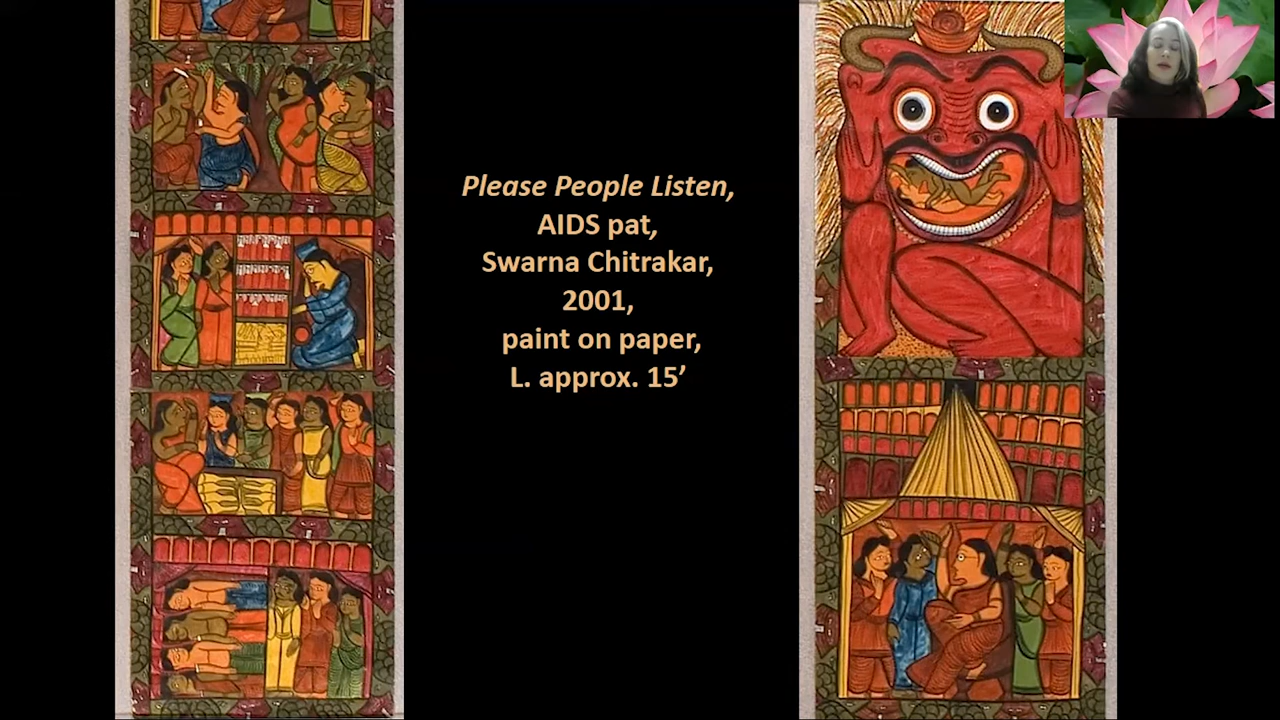 Please People Listen,
AIDS pat,
Swarna Chitrakar,
2001,
paint on paper,
L. approx. 15’